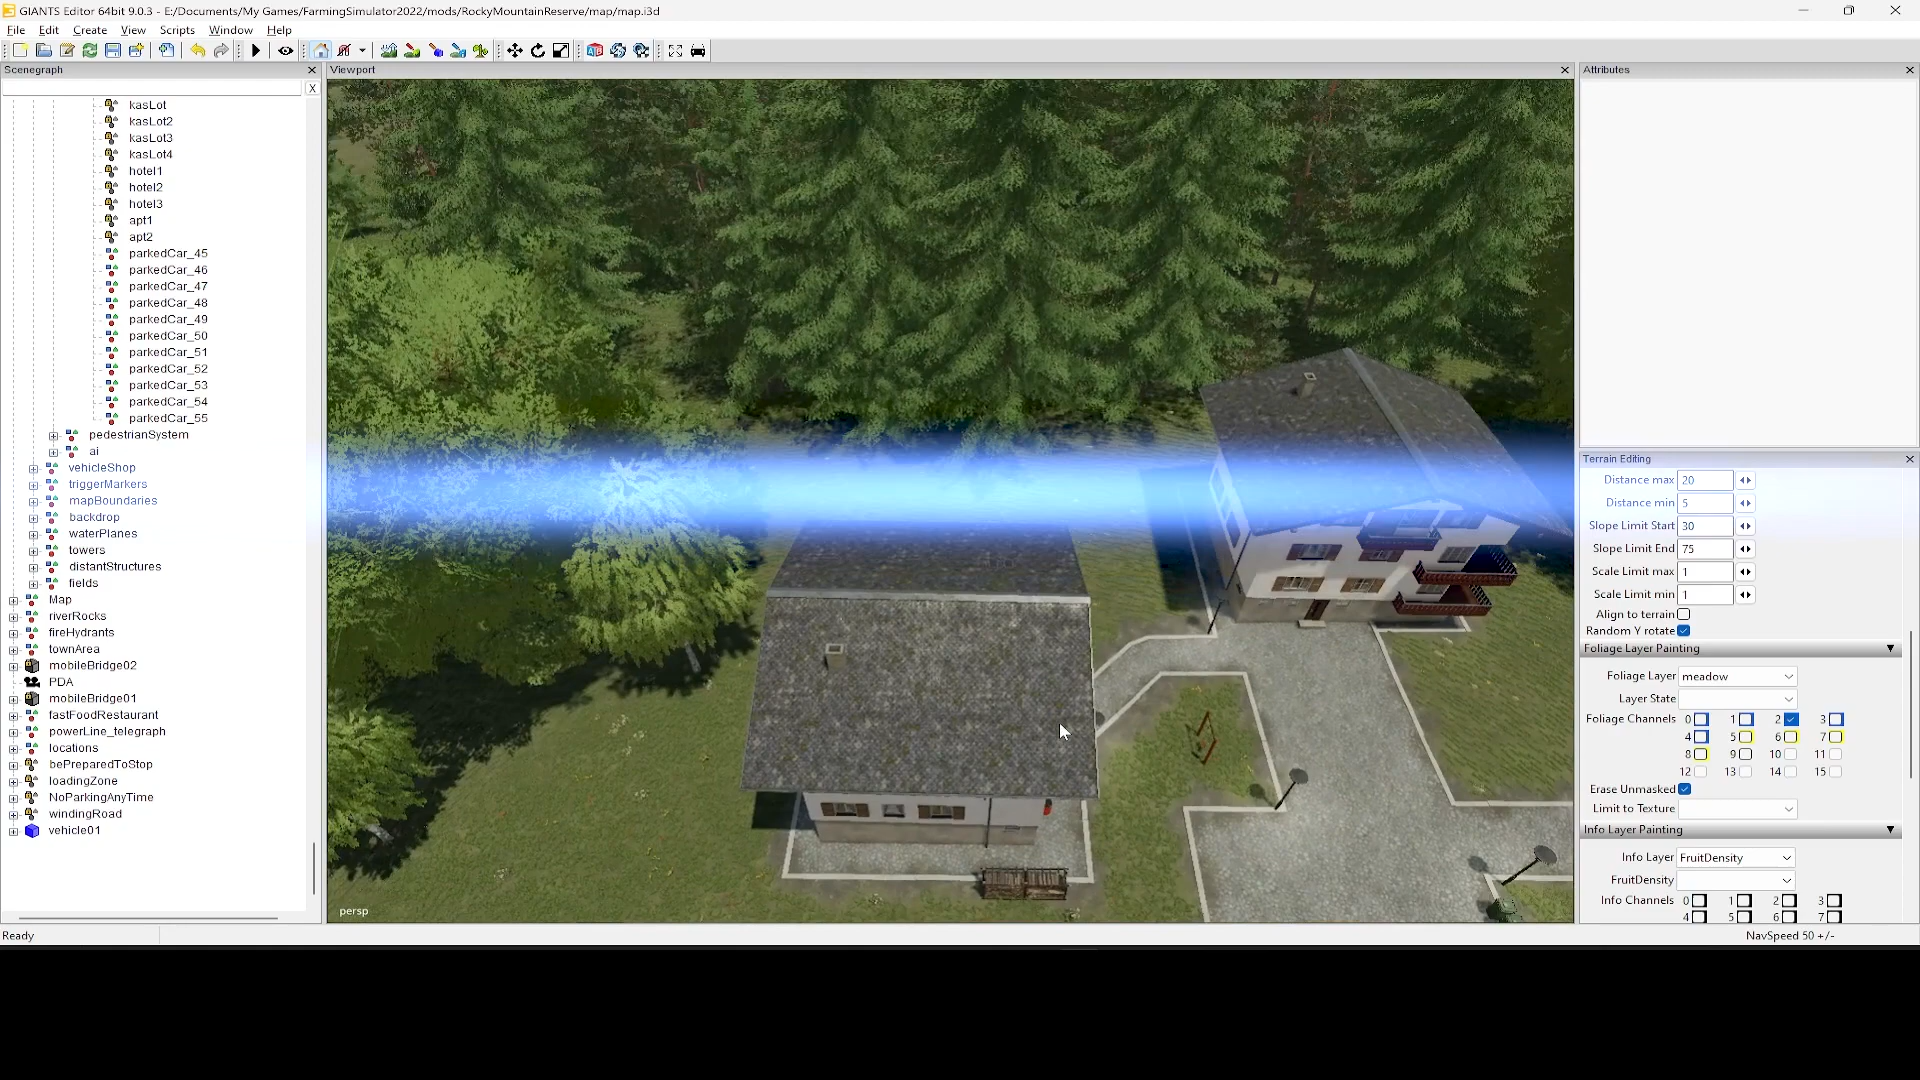 GIANTS Editor 64bit 9.0.3 - E:/Documents/My Games/FarmingSimulator2022/mods/RockyMountainReserve/map/map.i3d
File Edit Create View Scripts Window Help
Scenegraph
X
kasLot
kasLot2
kasLot3
kasLot4
hotel1
hotel2
hotel3
apt1
apt2
parkedCar_45
parkedCar_46
parkedCar_47
parkedCar_48
parkedCar_49
parkedCar_50
parkedCar_51
parkedCar_52
parkedCar_53
parkedCar_54
parkedCar_55
pedestrianSystem
ai
vehicleShop
triggerMarkers
mapBoundaries
backdrop
waterPlanes
towers
distantStructures
fields
Map
riverRocks
fireHydrants
townArea
mobileBridge02
PDA
mobileBridge01
fastFoodRestaurant
powerLine_telegraph
locations
bePreparedToStop
loadingZone
NoParkingAnyTime
windingRoad
vehicle01
Viewport
persp
Attributes
Terrain Editing
Distance max 20
Distance min 5
Slope Limit Start 30
Slope Limit End 75
Scale Limit max 1
Scale Limit min 1
Align to terrain
Random Y rotate
Foliage Layer Painting
Foliage Layer meadow
Layer State
Foliage Channels 0 1 2 3
4 5 6 7
8 9 10 11
12 13 14 15
Erase Unmasked
Limit to Texture
Info Layer Painting
Info Layer FruitDensity
FruitDensity
Info Channels 0 1 2 3
4 5 6 7
Ready
NavSpeed 50 +/-